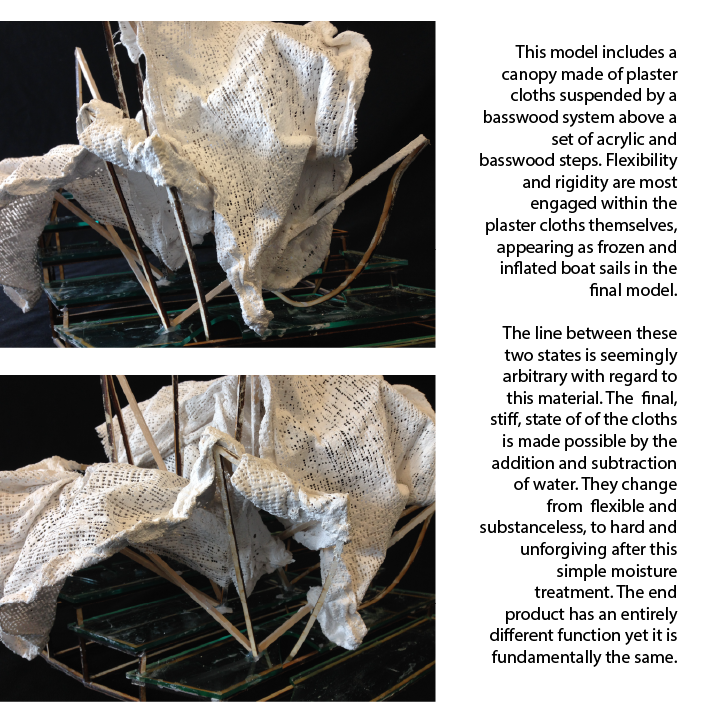 This model includes a
canopy made of plaster
cloths suspended by a
basswood system above a
set of acrylic and
basswood steps. Flexibility
and rigidity are most
engaged within the
plaster cloths themselves,
appearing as frozen and
inflated boat sails in the
final model.
The line between these
two states is seemingly
arbitrary with regard to
this material. The final,
stiff, state of of the cloths
is made possible by the
addition and subtraction
of water. They change
from flexible and
substanceless, to hard and
unforgiving after this
simple moisture
treatment. The end
product has an entirely
different function yet it is
fundamentally the same.